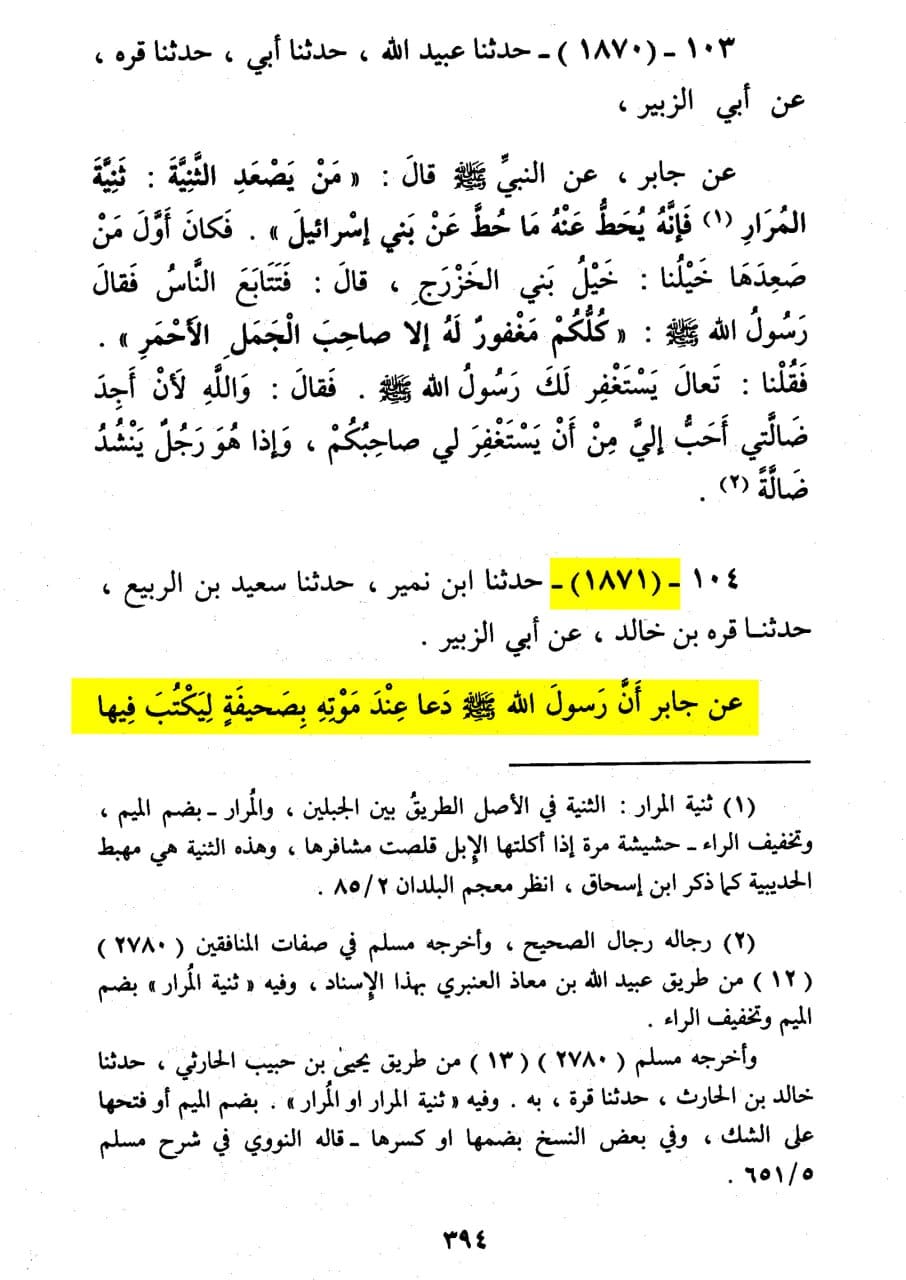 ١٠٣ - (١٨٧٠) - حدثنا عبيد الله ، حدثنا أبي ، حدثنا قره ،
عن أبي الزبير ،
عن جابر ، عن النبيِّ ﷺ قالَ : « مَنْ يَصْعَدِ الثَّنِيَّةَ : ثَنِيَّةَ
المُرَارِ (١) فَإِنَّهُ يُحَطُّ عَنْهُ مَا حُطَّ عَنْ بَني إسْرائيلَ » . فَكانَ أَوَّلَ مَنْ
صَعِدَهَا خَيْلُنا : خَيْلُ بَني الخَزْرَجِ ، قالَ : فَتَتَابَعَ النَّاسُ فَقالَ
رَسُولُ الله ﷺ : « كُلُّكُمْ مَغْفورٌ لَهُ إلا صاحِبَ الْجَمَلِ الأَحْمَرِ » .
فَقُلْنا : تَعالَ يَسْتَغْفِر لَكَ رَسُولُ الله ﷺ . فَقالَ : وَاللَّهِ لأَنْ أَجِدَ
ضَالَّتي أَحَبُّ إليَّ مِنْ أَنْ يَسْتَغْفِرَ لي صاحِبُكُمْ ، وَإذا هُوَ رَجُلٌ يَنْشُدُ
ضَالَّةً (٢) .
١٠٤ - (١٨٧١) - حدثنا ابن نمير ، حدثنا سعيد بن الربيع ،
حدثنا قره بن خالد ، عن أبي الزبير .
عن جابر أَنَّ رَسولَ الله ﷺ دَعا عِنْدَ مَوْتِهِ بِصَحيفَةٍ لِيَكْتُبَ فِيها
(١) ثنية المرار : الثنية في الأصل الطريقُ بين الجبلين ، والمُرار - بضم الميم ،
وتخفيف الراء - حشيشة مرة إذا أكلتها الإبل قلصت مشافرها ، وهذه الثنية هي مهبط
الحديبية كما ذكر ابن إسحاق ، انظر معجم البلدان ٨٥/٢ .
(٢) رجاله رجال الصحيح ، وأخرجه مسلم في صفات المنافقين (٢٧٨٠)
(١٢) من طريق عبيد الله بن معاذ العنبري بهذا الإسناد ، وفيه « ثنية المُرار » بضم
الميم وتخفيف الراء .
وأخرجه مسلم (٢٧٨٠) (١٣) من طريق يحيىٰ بن حبيب الحارثي ، حدثنا
خالد بن الحارث ، حدثنا قرة ، به . وفيه « ثنية المرار او المُرار » . بضم الميم أو فتحها
على الشك ، وفي بعض النسخ بضمها او كسرها - قاله النووي في شرح مسلم
٦٥١/٥ .
٣٩٤